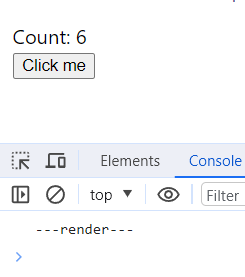 Count: 6
Click me
Elements Console
top Filter
---render---